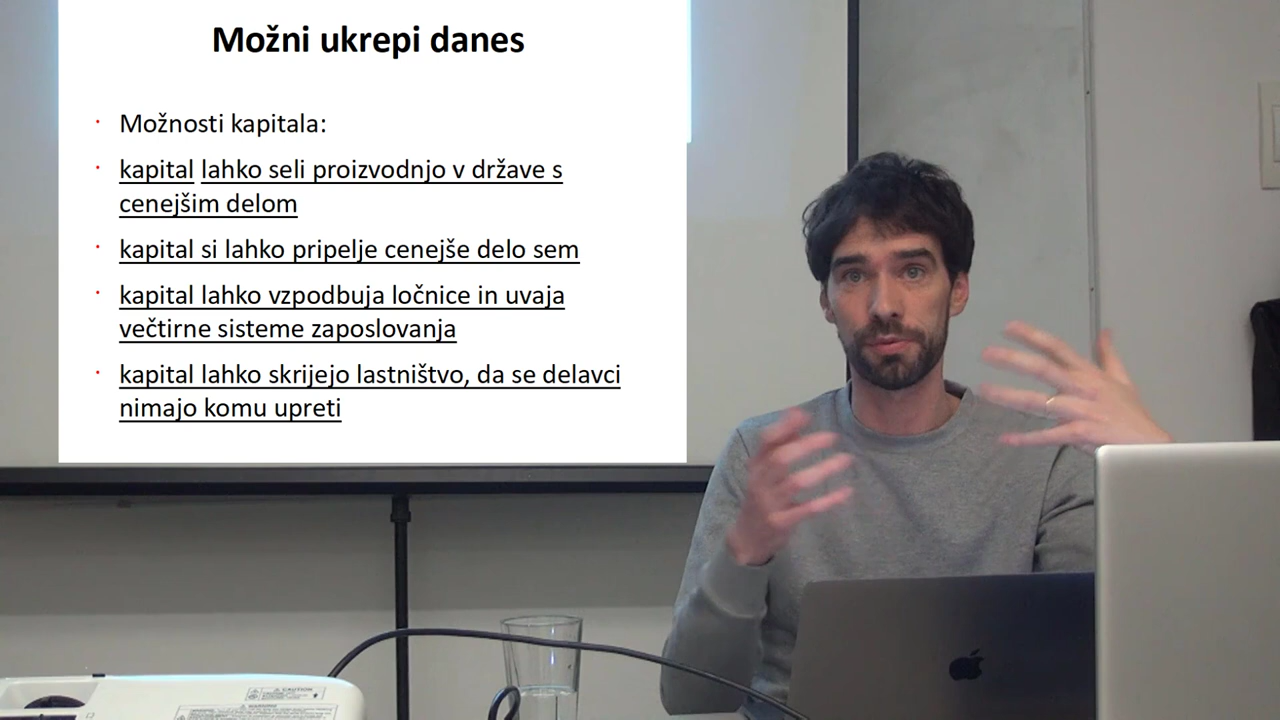 Možni ukrepi danes
Možnosti kapitala:
kapital lahko seli proizvodnjo v države s
cenejšim delom
kapital si lahko pripelje cenejše delo sem
kapital lahko vzpodbuja ločnice in uvaja
večtirne sisteme zaposlovanja
kapital lahko skrijejo lastništvo, da se delavci
nimajo komu upreti
CAUTION
WARNING